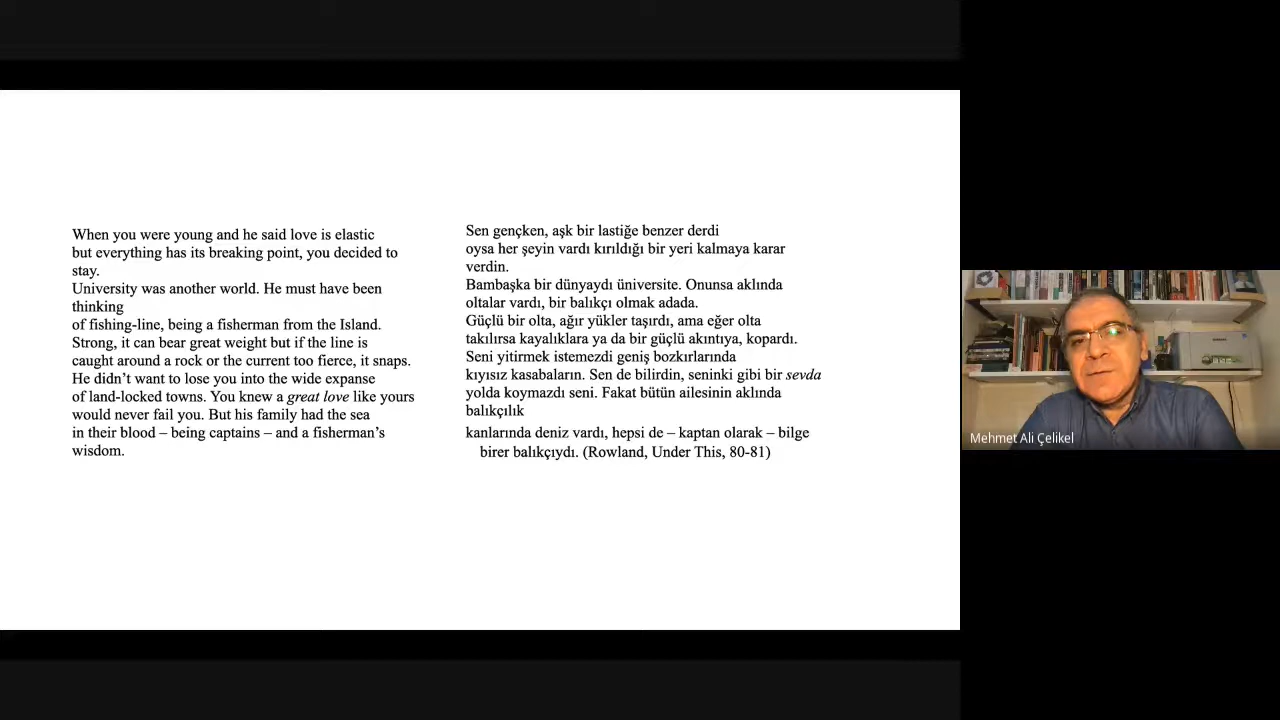 When you were young and he said love is elastic
but everything has its breaking point, you decided to
stay.
University was another world. He must have been
thinking
of fishing-line, being a fisherman from the Island.
Strong, it can bear great weight but if the line is
caught around a rock or the current too fierce, it snaps.
He didn’t want to lose you into the wide expanse
of land-locked towns. You knew a great love like yours
would never fail you. But his family had the sea
in their blood – being captains – and a fisherman’s
wisdom.
Sen gençken, aşk bir lastiğe benzer derdi
oysa her şeyin vardı kırıldığı bir yeri kalmaya karar
verdin.
Bambaşka bir dünyaydı üniversite. Onunsa aklında
oltalar vardı, bir balıkçı olmak adada.
Güçlü bir olta, ağır yükler taşırdı, ama eğer olta
takılırsa kayalıklara ya da bir güçlü akıntıya, kopardı.
Seni yitirmek istemezdi geniş bozkırlarında
kıyısız kasabaların. Sen de bilirdin, seninki gibi bir sevda
yolda koymazdı seni. Fakat bütün ailesinin aklında
balıkçılık
kanlarında deniz vardı, hepsi de – kaptan olarak – bilge
birer balıkçıydı. (Rowland, Under This, 80-81)
Mehmet Ali Çelikel